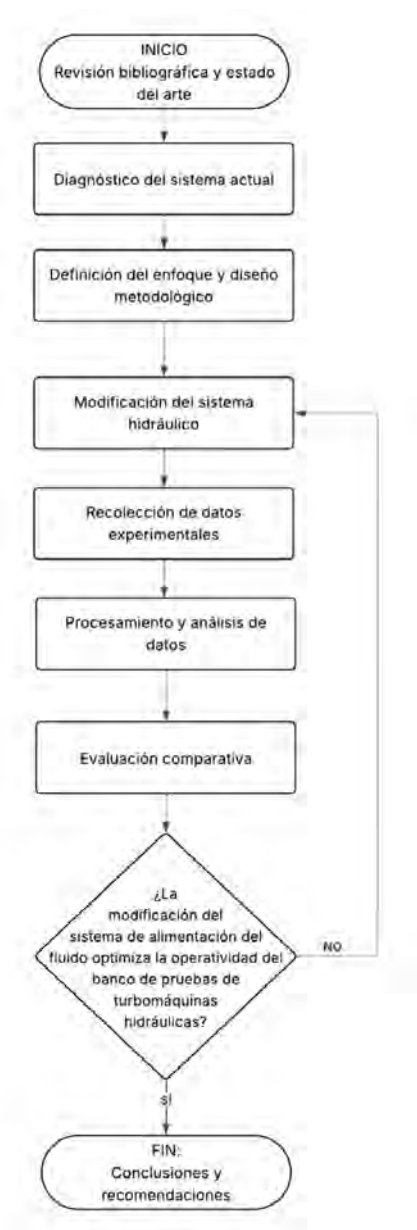 INICIO
Revisión bibliográfica y estado
del arte
Diagnóstico del sistema actual
Definición del enfoque y diseño
metodológico
Modificación del sistema
hidráulico
Recolección de datos
experimentales
Procesamiento y análisis de
datos
Evaluación comparativa
¿La
modificación del
sistema de alimentación del
fluido optimiza la operatividad del
banco de pruebas de
turbomáquinas
hidráulicas?
NO
SÍ
FIN:
Conclusiones y
recomendaciones